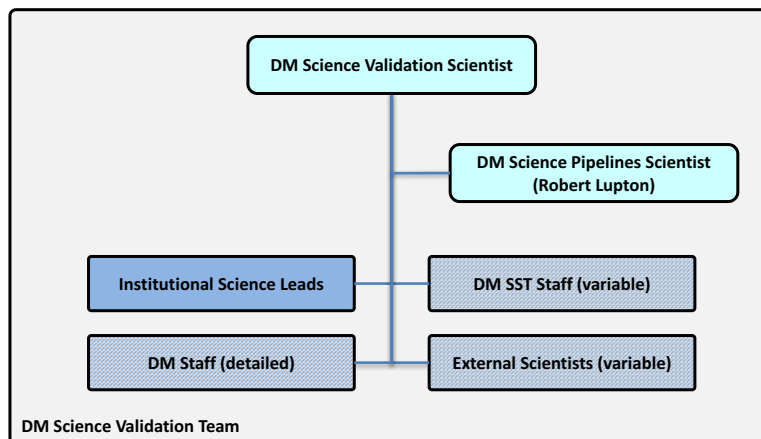 DM Science Validation Scientist
DM Science Pipelines Scientist
(Robert Lupton)
Institutional Science Leads
DM SST Staff (variable)
DM Staff (detailed)
External Scientists (variable)
DM Science Validation Team